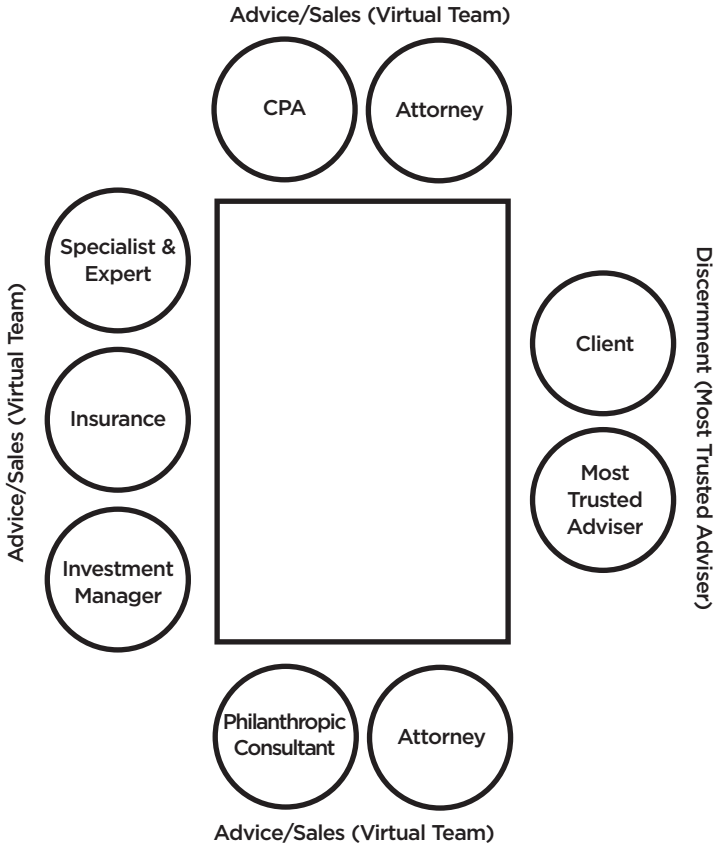 Advice/Sales (Virtual Team)
CPA
Attorney
Specialist &
Expert
Insurance
Investment
Manager
Advice/Sales (Virtual Team)
Client
Most
Trusted
Adviser
Discernment (Most Trusted Adviser)
Philanthropic
Consultant
Attorney
Advice/Sales (Virtual Team)